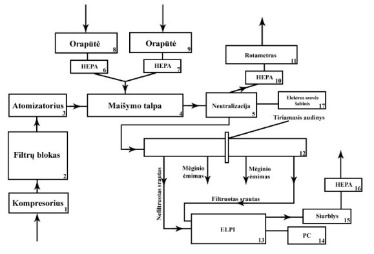 Orapūtė
8
Orapūtė
9
HEPA
6
HEPA
7
Rotametras
11
HEPA
10
Atomizatorius
3
Maišymo talpa
4
Neutralizacija
5
Elektros srovės
šaltinis
17
Tiriamasis audinys
Filtrų blokas
2
12
Mėginio
ėmimas
Mėginio
ėmimas
Nefiltruotas srautas
Filtruotas srautas
Kompresorius
1
HEPA
16
ELPI
13
Siurblys
15
PC
14